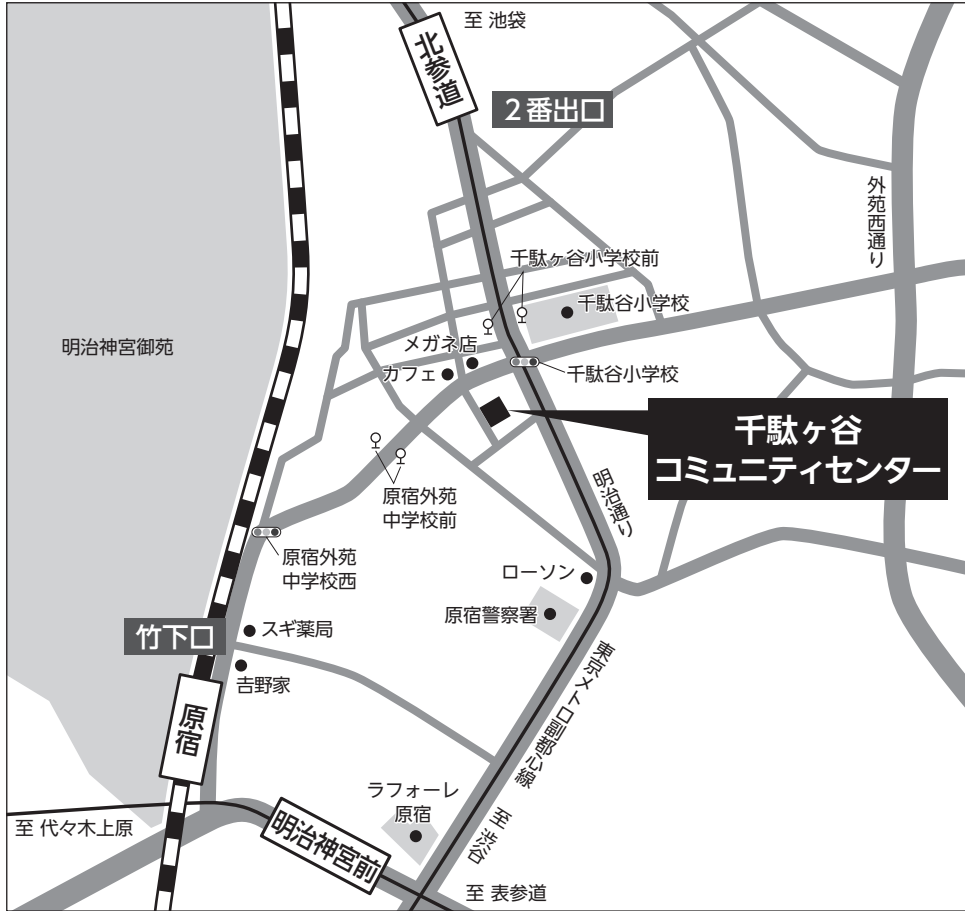 至 池袋
北参道
２番出口
外苑西通り
千駄ヶ谷小学校前
千駄谷小学校
明治神宮御苑
メガネ店
カフェ
千駄谷小学校
千駄ヶ谷
コミュニティセンター
原宿外苑
中学校前
明治通り
原宿外苑
中学校西
ローソン
原宿警察署
竹下口
スギ薬局
吉野家
東京メトロ副都心線
原宿
ラフォーレ
原宿
至 渋谷
至 代々木上原
明治神宮前
至 表参道